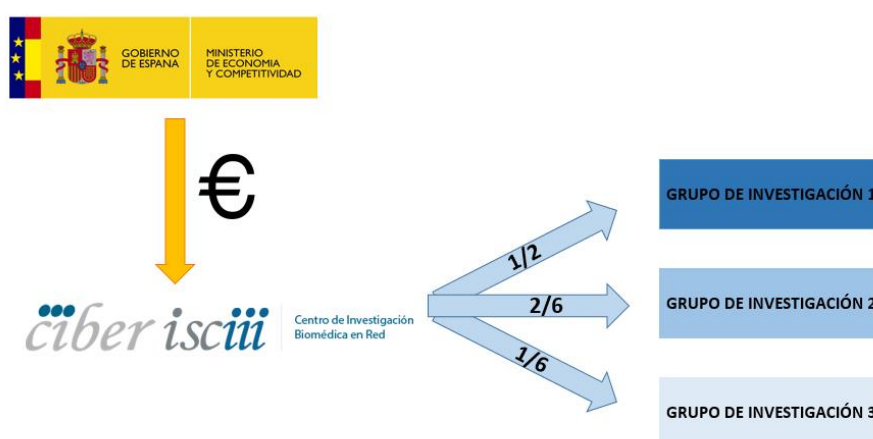 GOBIERNO
DE ESPAÑA
MINISTERIO
DE ECONOMIA
Y COMPETITIVIDAD
€
ciber isciii
Centro de Investigación
Biomédica en Red
1/2
2/6
1/6
GRUPO DE INVESTIGACIÓN 1
GRUPO DE INVESTIGACIÓN 2
GRUPO DE INVESTIGACIÓN 3